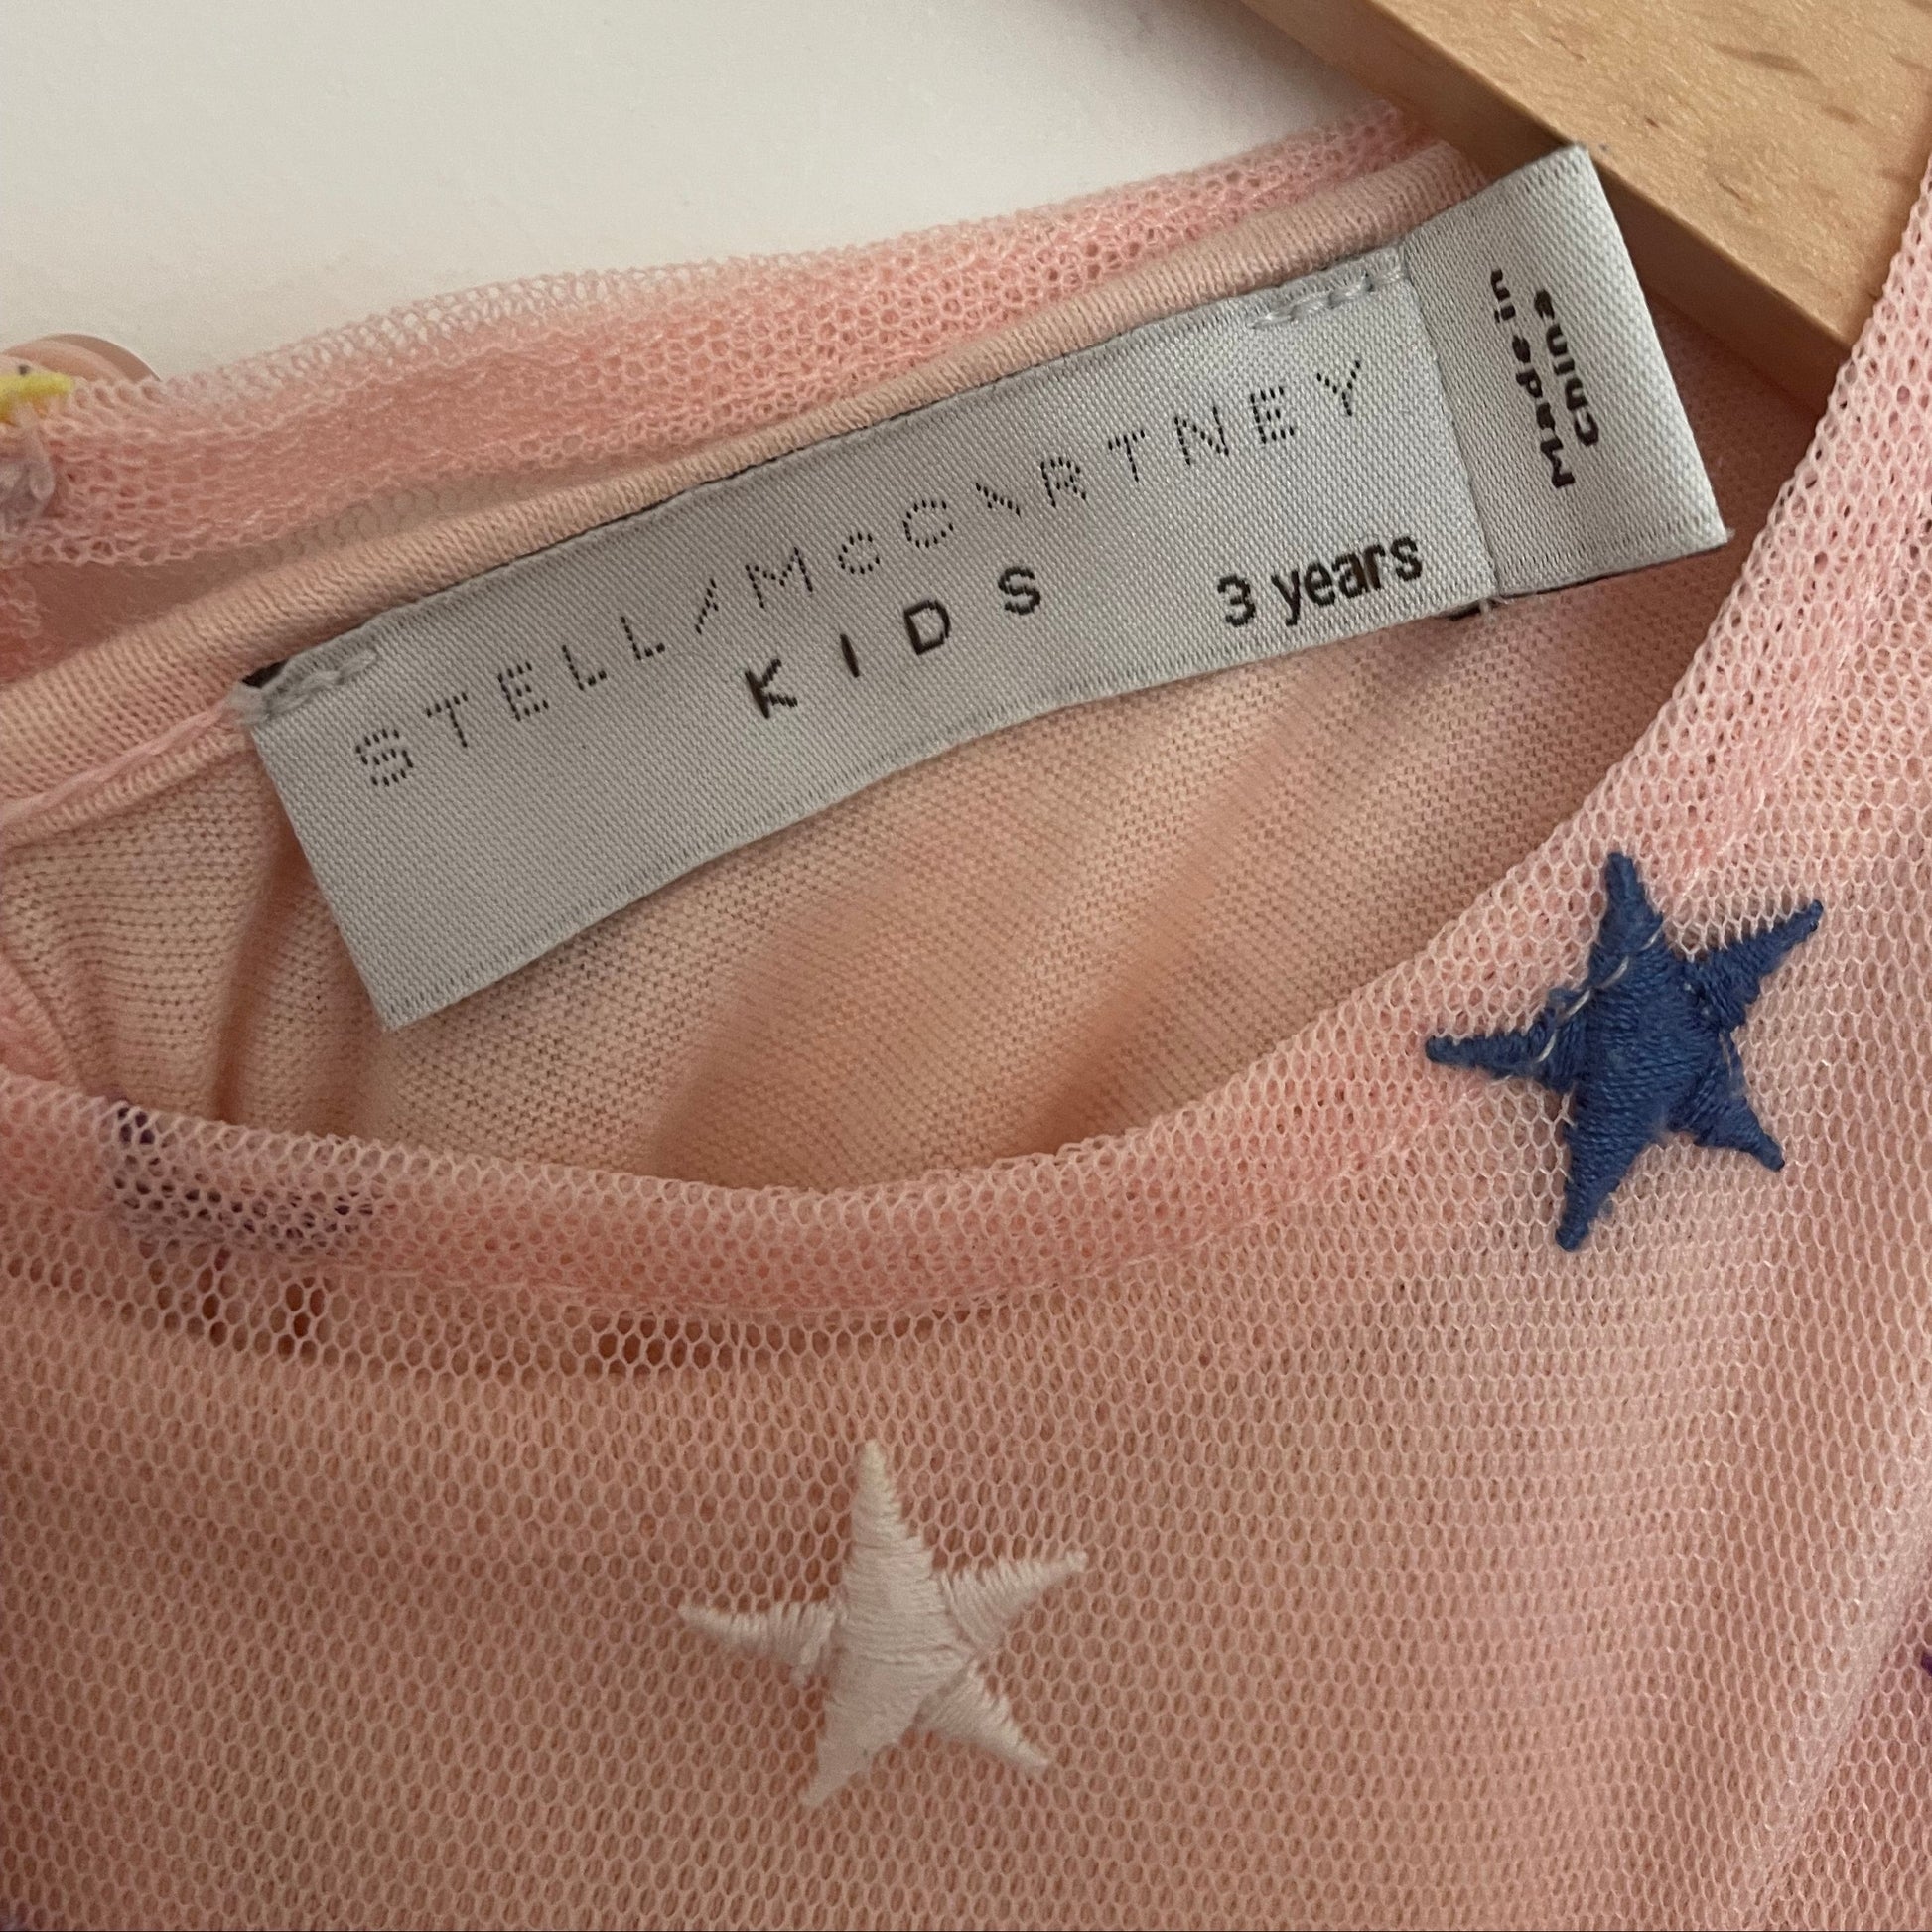 STELLA McCARTNEY
KIDS
3 years
Made in
China